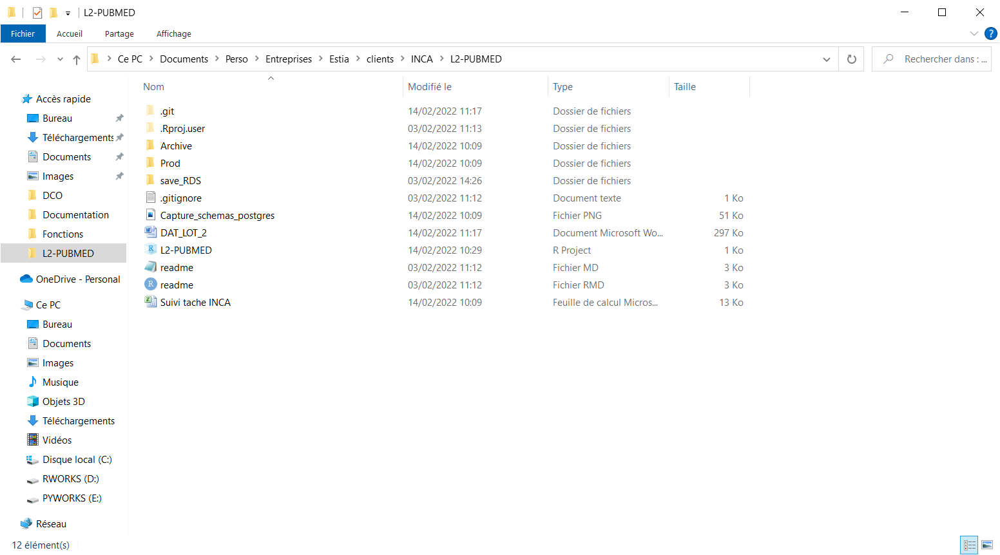 L2-PUBMED
Fichier Accueil Partage Affichage ?
Ce PC Documents Perso Entreprises Estia clients INCA L2-PUBMED Rechercher dans : ...
Accès rapide
Bureau
Téléchargements
Documents
Images
DCO
Documentation
Fonctions
L2-PUBMED
OneDrive - Personal
Ce PC
Bureau
Documents
Images
Musique
Objets 3D
Téléchargements
Vidéos
Disque local (C:)
RWORKS (D:)
PYWORKS (E:)
Réseau
Nom Modifié le Type Taille
.git 14/02/2022 11:17 Dossier de fichiers
.Rproj.user 03/02/2022 11:13 Dossier de fichiers
Archive 14/02/2022 10:09 Dossier de fichiers
Prod 14/02/2022 10:09 Dossier de fichiers
save_RDS 03/02/2022 14:26 Dossier de fichiers
.gitignore 03/02/2022 11:12 Document texte 1 Ko
Capture_schemas_postgres 14/02/2022 10:09 Fichier PNG 51 Ko
DAT_LOT_2 14/02/2022 11:17 Document Microsoft Wo... 297 Ko
L2-PUBMED 14/02/2022 10:29 R Project 1 Ko
readme 03/02/2022 11:12 Fichier MD 3 Ko
readme 03/02/2022 11:12 Fichier RMD 3 Ko
Suivi tache INCA 14/02/2022 10:09 Feuille de calcul Micros... 13 Ko
12 élément(s)